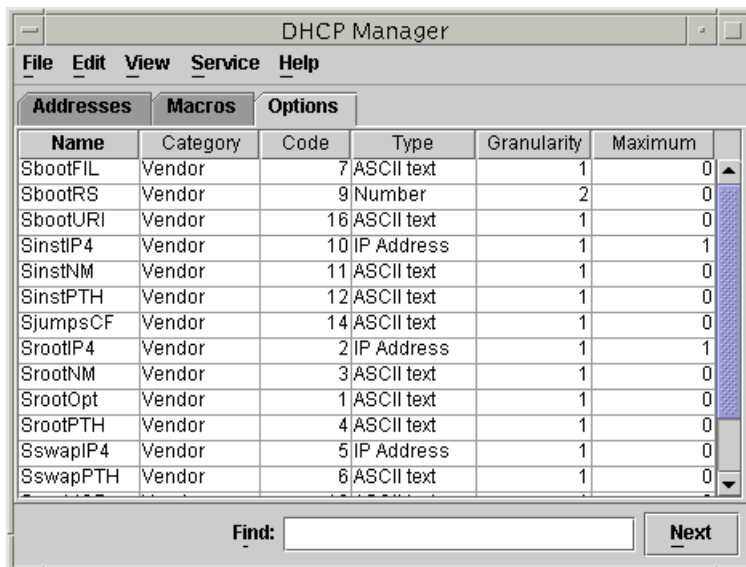 DHCP Manager
File Edit View Service Help
Addresses Macros Options
Name Category Code Type Granularity Maximum
SbootFIL Vendor 7 ASCII text 1 0
SbootRS Vendor 9 Number 2 0
SbootURI Vendor 16 ASCII text 1 0
SinstIP4 Vendor 10 IP Address 1 1
SinstNM Vendor 11 ASCII text 1 0
SinstPTH Vendor 12 ASCII text 1 0
SjumpsCF Vendor 14 ASCII text 1 0
SrootIP4 Vendor 2 IP Address 1 1
SrootNM Vendor 3 ASCII text 1 0
SrootOpt Vendor 1 ASCII text 1 0
SrootPTH Vendor 4 ASCII text 1 0
SswapIP4 Vendor 5 IP Address 1 0
SswapPTH Vendor 6 ASCII text 1 0
Find: Next